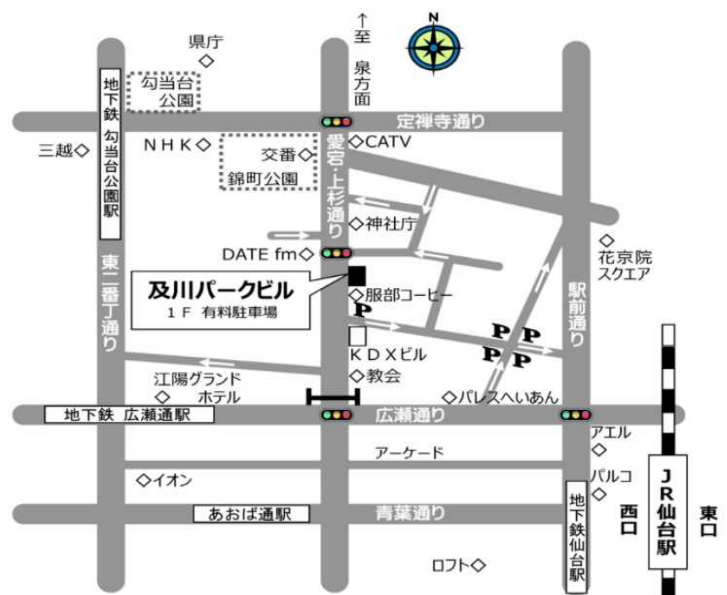 N
↑至 泉方面
県庁
勾当台
公園
地下鉄 勾当台公園駅
定禅寺通り
三越
NHK
交番
錦町公園
愛宕・上杉通り
CATV
神社庁
DATE fm
花京院
スクエア
東二番丁通り
及川パークビル
1F 有料駐車場
服部コーヒー
駅前通り
P
P P
P P
KDXビル
教会
江陽グランド
ホテル
パレスへいあん
地下鉄 広瀬通駅
広瀬通り
アエル
アーケード
イオン
パルコ
あおば通駅
青葉通り
地下鉄仙台駅
西口
JR仙台駅
東口
ロフト